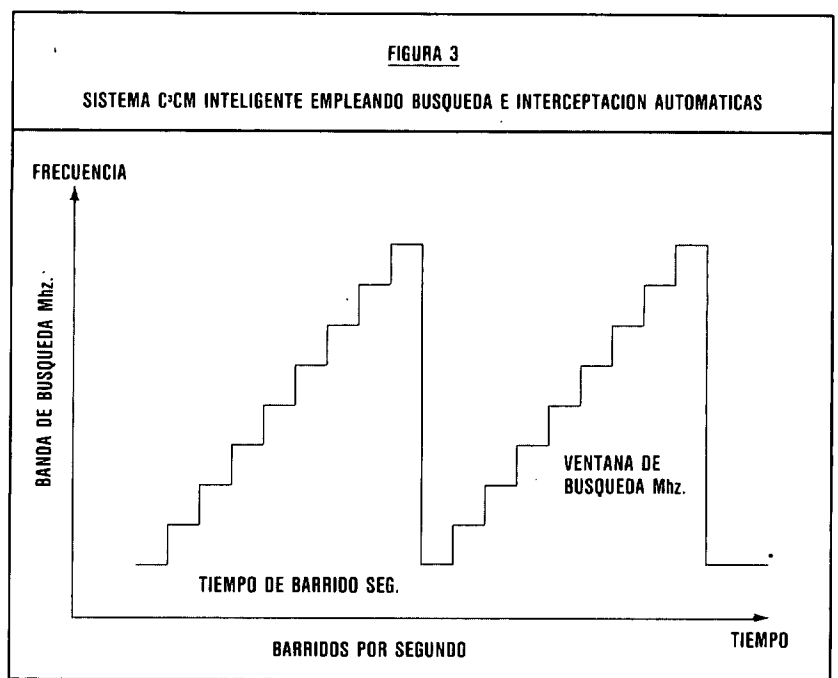 FIGURA 3
SISTEMA C³CM INTELIGENTE EMPLEANDO BUSQUEDA E INTERCEPTACION AUTOMATICAS
FRECUENCIA
BANDA DE BUSQUEDA Mhz.
VENTANA DE
BUSQUEDA Mhz.
TIEMPO DE BARRIDO SEG.
TIEMPO
BARRIDOS POR SEGUNDO